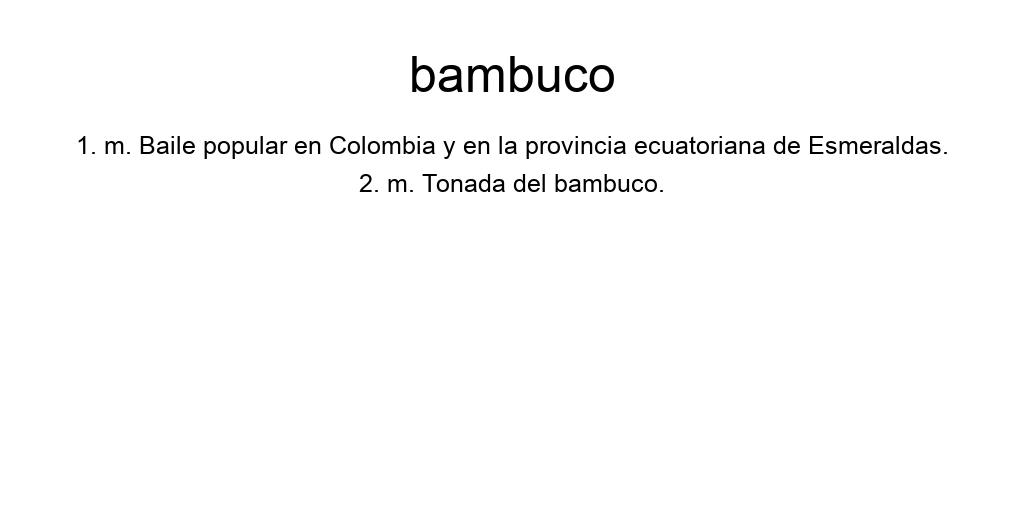 bambuco
1. m. Baile popular en Colombia y en la provincia ecuatoriana de Esmeraldas.
2. m. Tonada del bambuco.